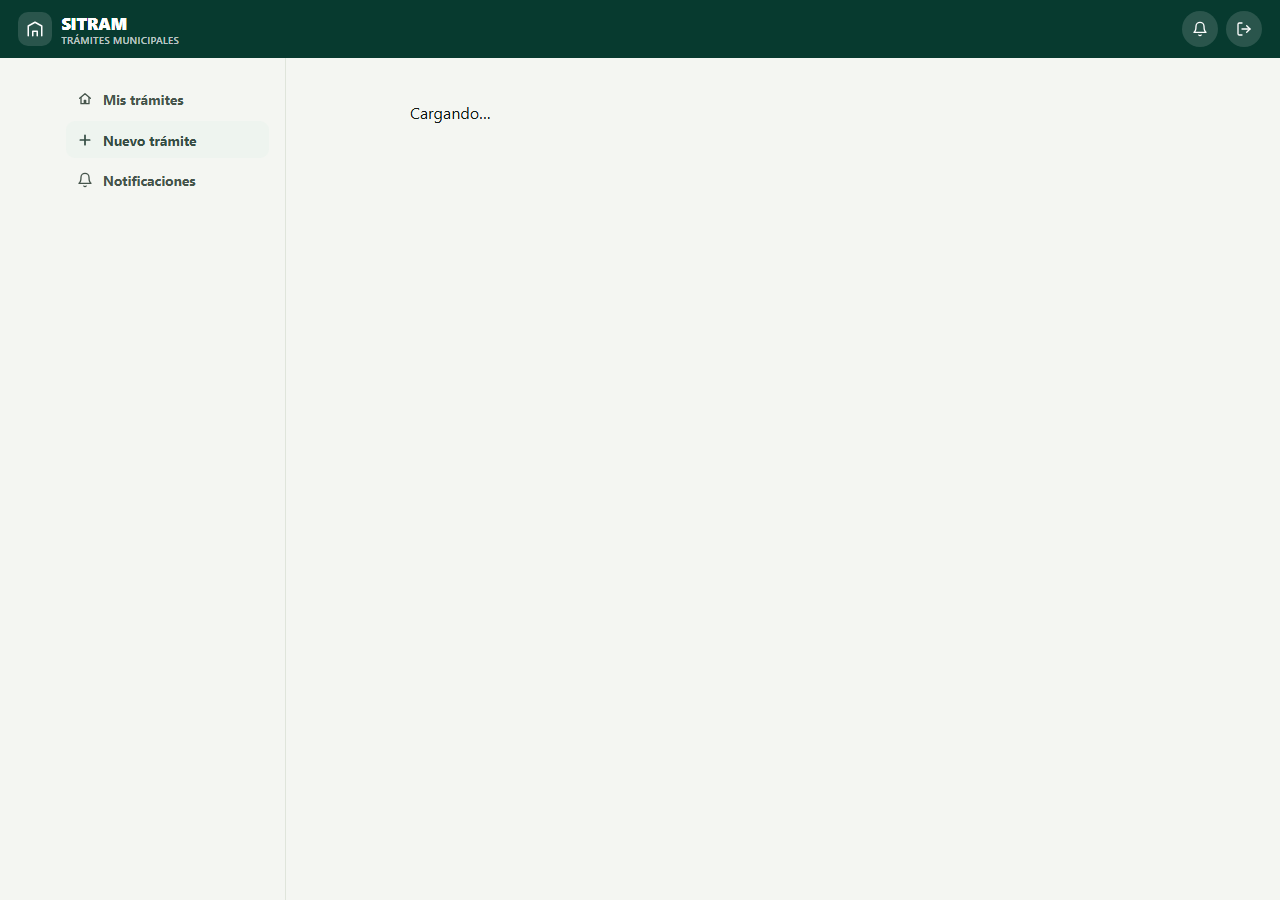 SITRAM
TRÁMITES MUNICIPALES
Mis trámites
Nuevo trámite
Notificaciones
Cargando...